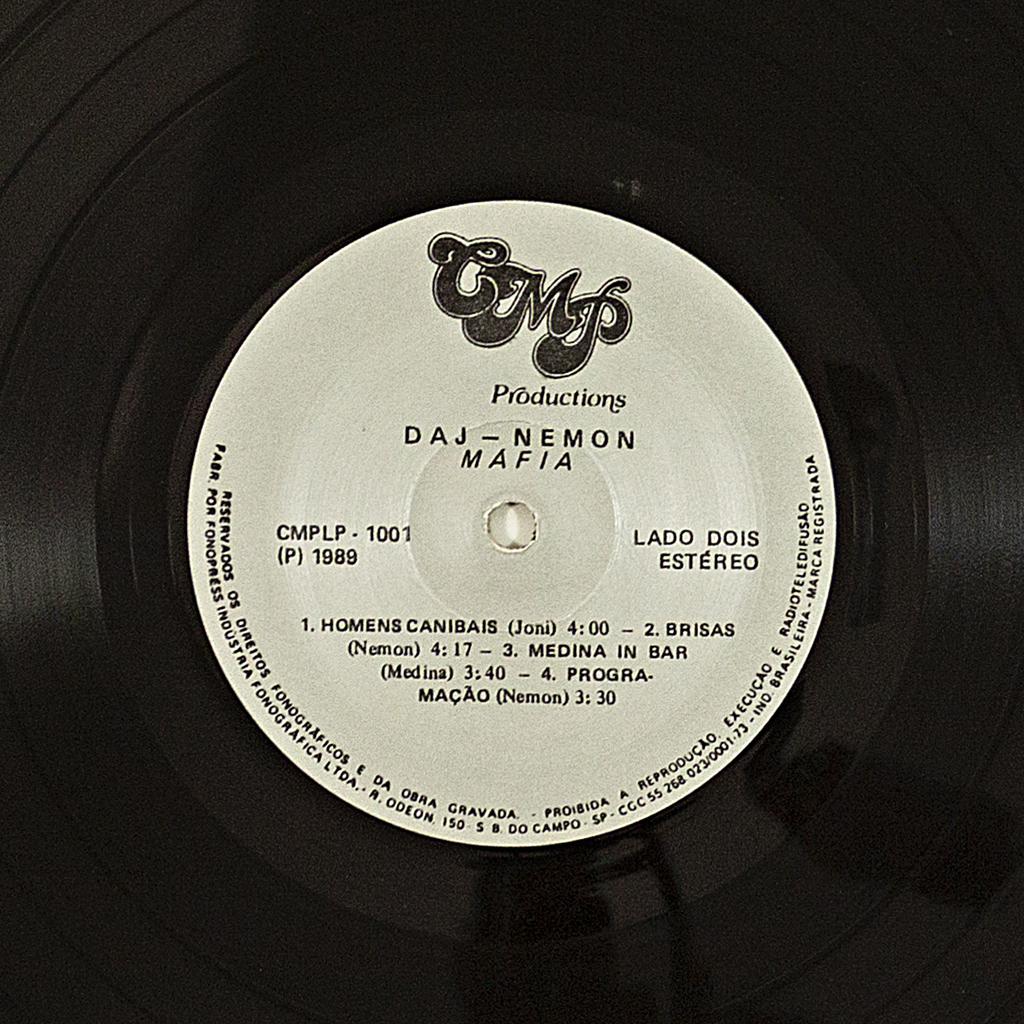 CMP
Productions
DAJ – NEMON
MÁFIA
CMPLP - 1001
(P) 1989
LADO DOIS
ESTÉREO
1. HOMENS CANIBAIS (Joni) 4:00 – 2. BRISAS
(Nemon) 4:17 – 3. MEDINA IN BAR
(Medina) 3:40 – 4. PROGRA-
MAÇÃO (Nemon) 3:30
RESERVADOS OS DIREITOS FONOGRÁFICOS E DA OBRA GRAVADA. - PROIBIDA A REPRODUÇÃO, EXECUÇÃO E RADIOTELEDIFUSÃO
FABR. POR FONOPRESS INDÚSTRIA FONOGRÁFICA LTDA. - R. ODEON, 150 - S B. DO CAMPO - SP - CGC 55 268 023/0001-73 - IND. BRASILEIRA - MARCA REGISTRADA